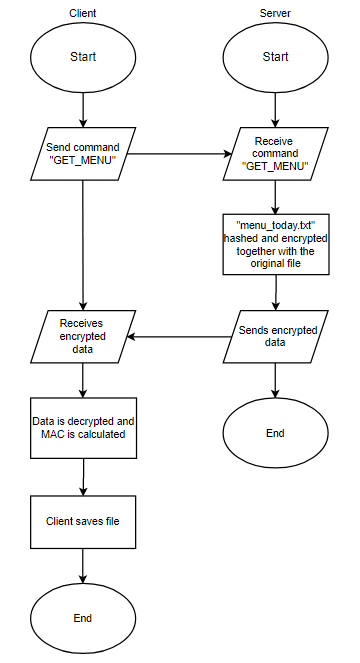 Client
Server
Start
Start
Send command
"GET_MENU"
Receive
command
"GET_MENU"
"menu_today.txt"
hashed and encrypted
together with the
original file
Receives
encrypted
data
Sends encrypted
data
Data is decrypted and
MAC is calculated
End
Client saves file
End